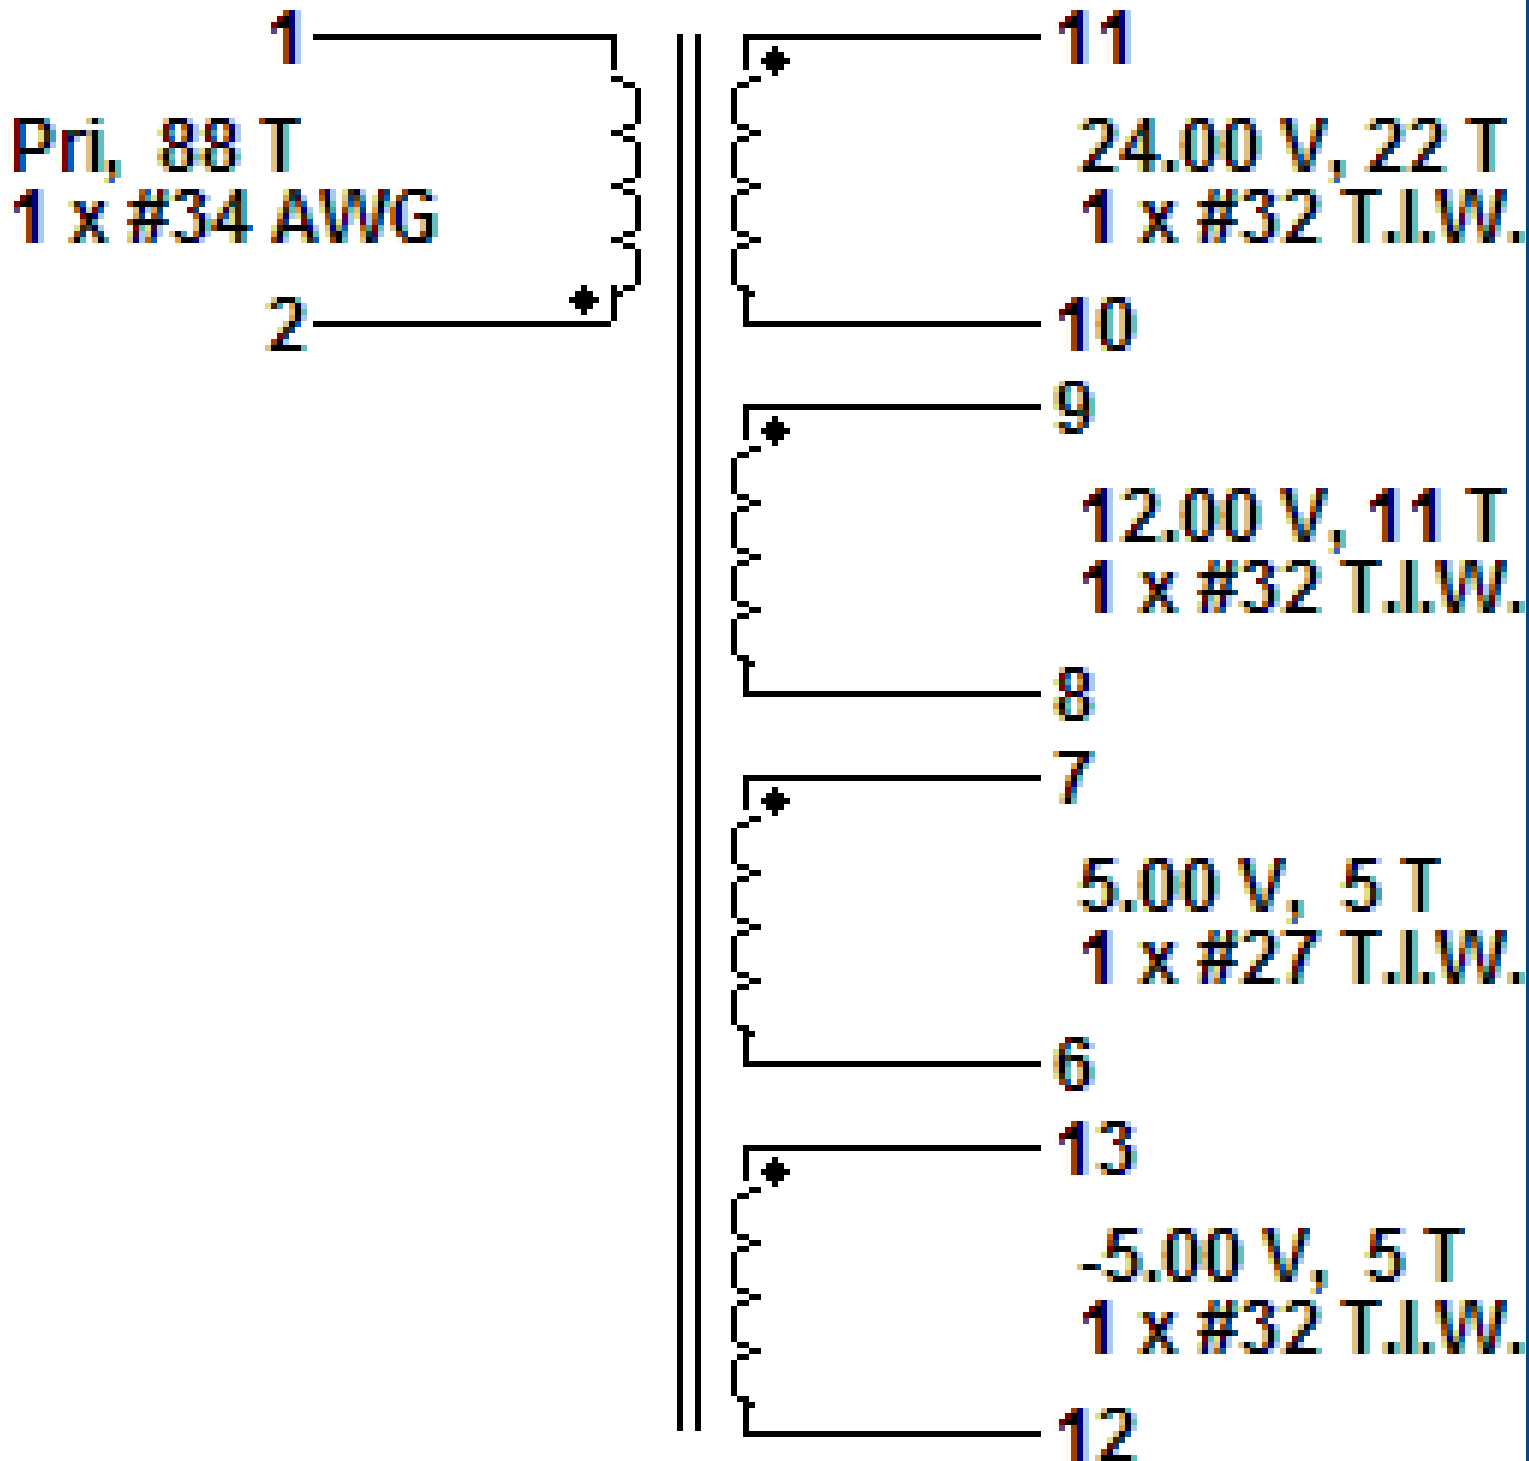 1
Pri, 88 T
1 x #34 AWG
2
11
24.00 V, 22 T
1 x #32 T.I.W.
10
9
12.00 V, 11 T
1 x #32 T.I.W.
8
7
5.00 V, 5 T
1 x #27 T.I.W.
6
13
-5.00 V, 5 T
1 x #32 T.I.W.
12